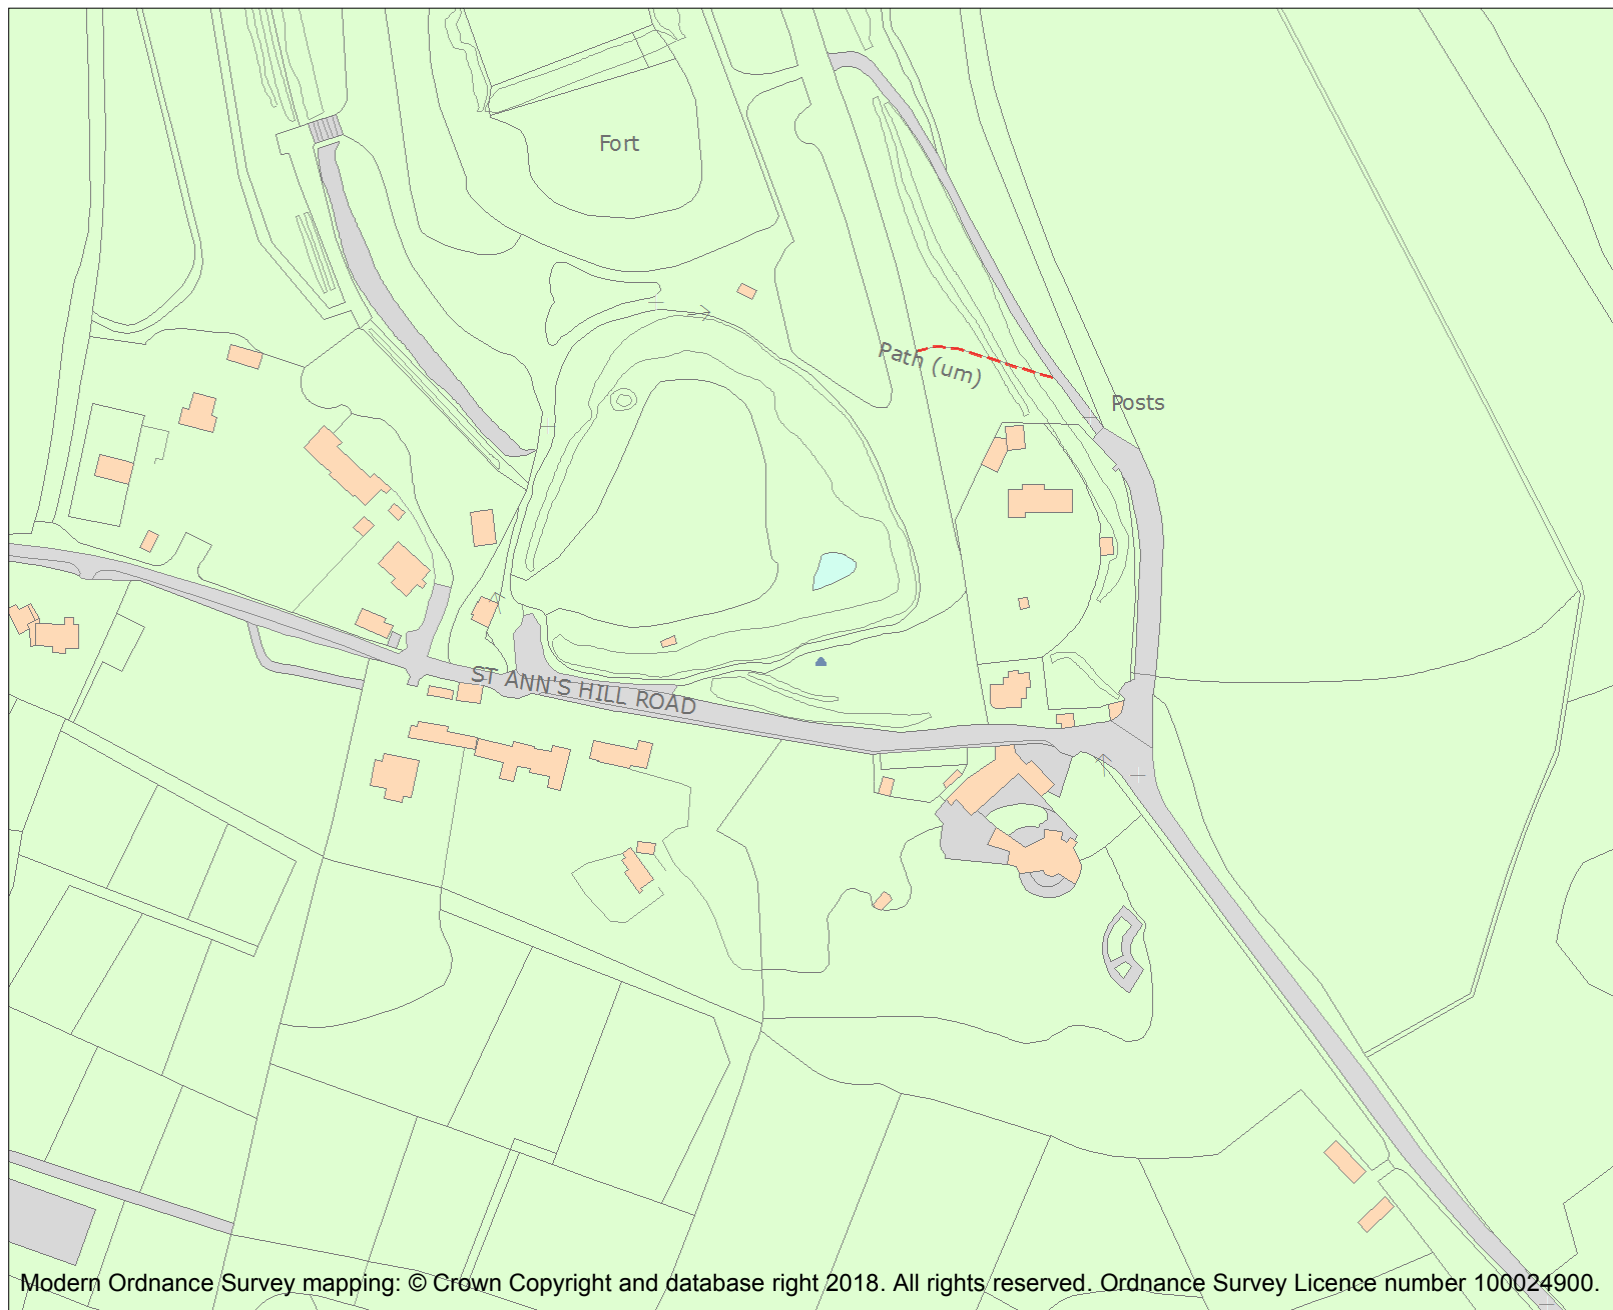 Fort
Path (um)
Posts
ST ANN'S HILL ROAD
Modern Ordnance Survey mapping: © Crown Copyright and database right 2018. All rights reserved. Ordnance Survey Licence number 100024900.